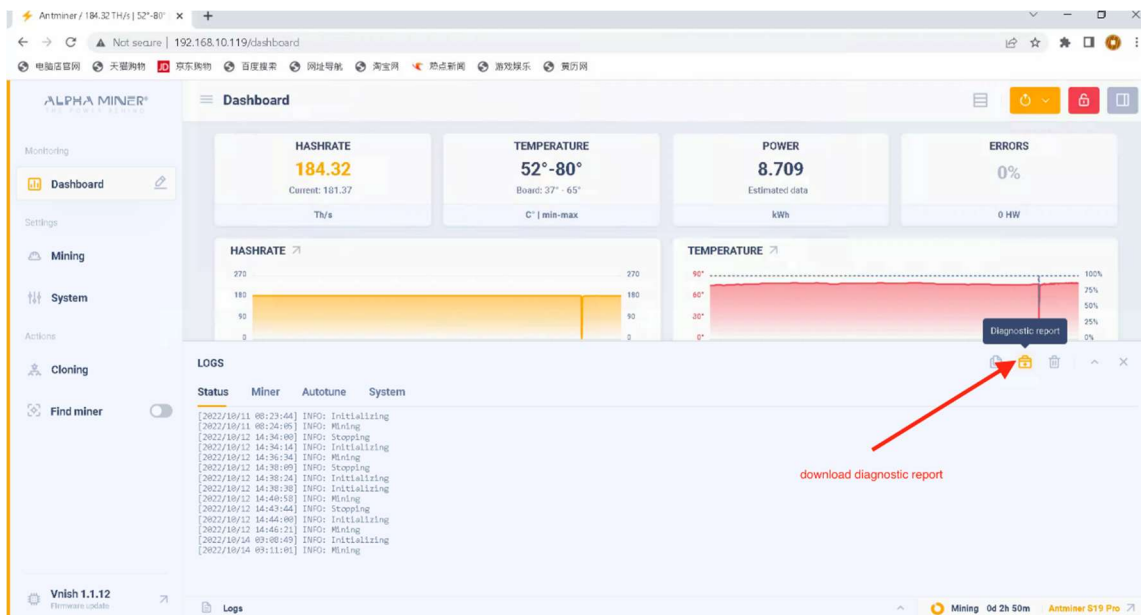 Antminer / 184.32 TH/s | 52°-80°
Not secure | 192.168.10.119/dashboard
电脑店官网 天猫购物 京东购物 百度搜索 网址导航 淘宝网 热点新闻 游戏娱乐 黄历网
ALPHA MINER
Dashboard
Monitoring
Dashboard
Settings
Mining
System
Actions
Cloning
Find miner
Vnish 1.1.12
Firmware update
HASHRATE
184.32
Current: 181.37
Th/s
TEMPERATURE
52°-80°
Board: 37° - 65°
C° | min-max
POWER
8.709
Estimated data
kWh
ERRORS
0%
0 HW
HASHRATE
270 270
180 180
90 90
0 0
TEMPERATURE
90° 100%
75%
60°
50%
30°
25%
0° 0%
Diagnostic report
LOGS
Status Miner Autotune System
[2022/10/11 08:23:44] INFO: Initializing
[2022/10/11 08:24:05] INFO: Mining
[2022/10/12 14:34:00] INFO: Stopping
[2022/10/12 14:34:14] INFO: Initializing
[2022/10/12 14:36:34] INFO: Mining
[2022/10/12 14:38:09] INFO: Stopping
[2022/10/12 14:38:24] INFO: Initializing
[2022/10/12 14:38:38] INFO: Initializing
[2022/10/12 14:40:58] INFO: Mining
[2022/10/12 14:43:44] INFO: Stopping
[2022/10/12 14:44:00] INFO: Initializing
[2022/10/12 14:46:21] INFO: Mining
[2022/10/14 03:08:49] INFO: Initializing
[2022/10/14 03:11:01] INFO: Mining
download diagnostic report
Logs
Mining 0d 2h 50m Antminer S19 Pro